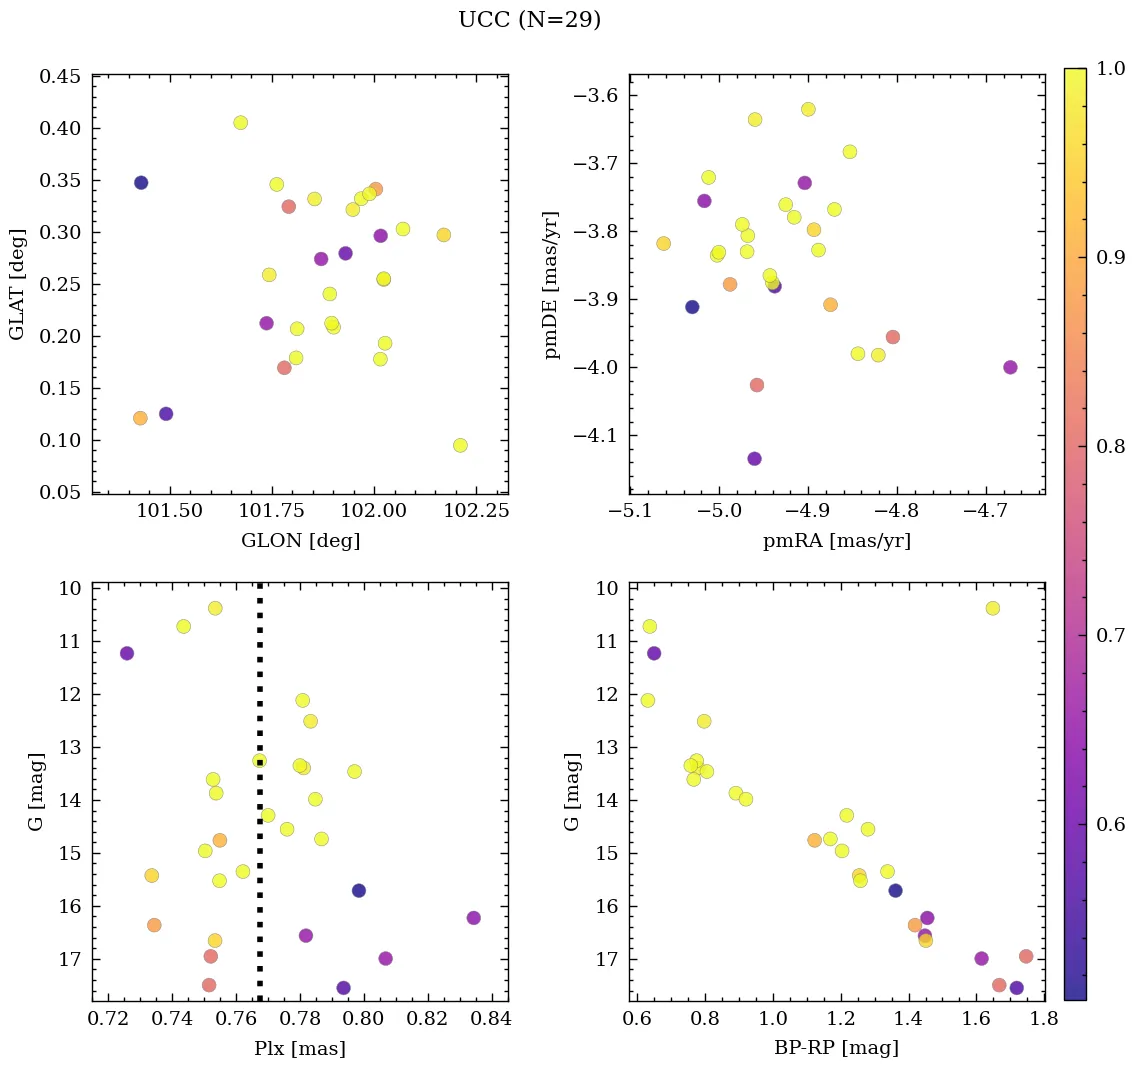 UCC (N=29)
0.45
0.40
0.35
0.30
0.25
0.20
0.15
0.10
0.05
GLAT [deg]
101.50 101.75 102.00 102.25
GLON [deg]
−3.6
−3.7
−3.8
−3.9
−4.0
−4.1
pmDE [mas/yr]
−5.1 −5.0 −4.9 −4.8 −4.7
pmRA [mas/yr]
1.0
0.9
0.8
0.7
0.6
10
11
12
13
14
15
16
17
G [mag]
0.72 0.74 0.76 0.78 0.80 0.82 0.84
Plx [mas]
10
11
12
13
14
15
16
17
G [mag]
0.6 0.8 1.0 1.2 1.4 1.6 1.8
BP-RP [mag]